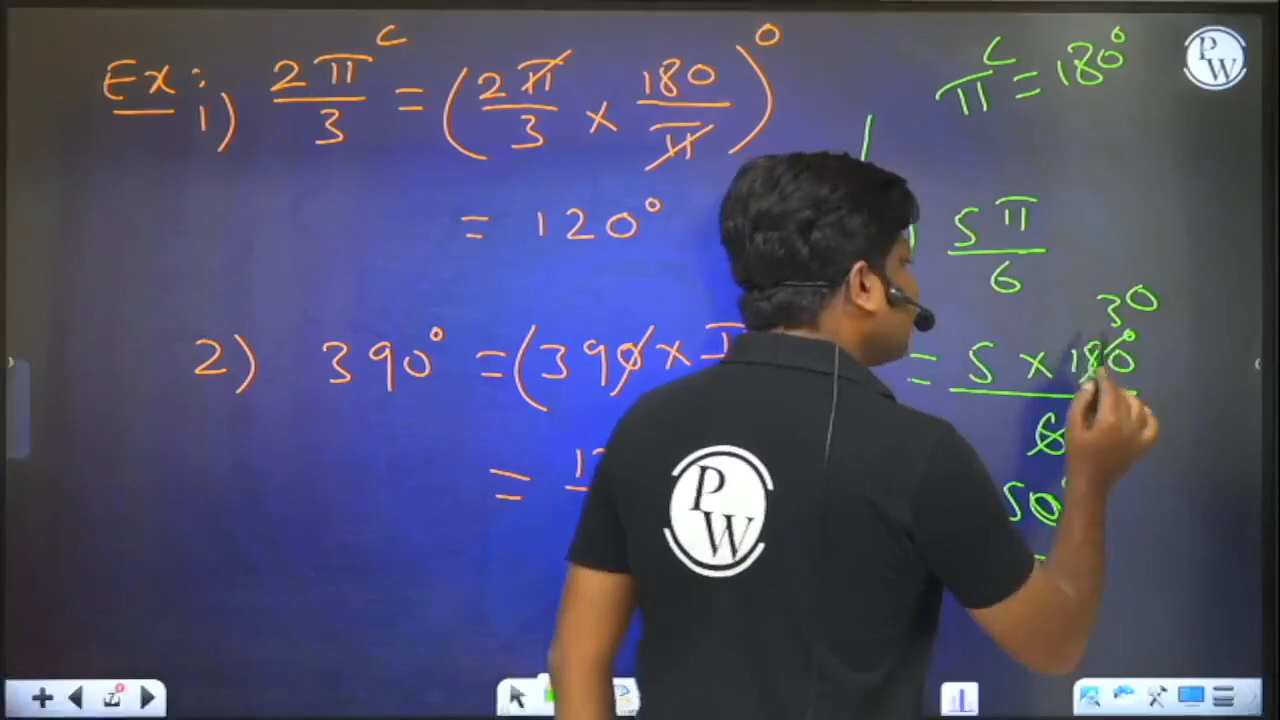 Ex: i) 2π^c/3 = (2π/3 × 180/π)°
= 120°
2) 390° = (390 × π
= 1
π^c = 180°
5π/6
= 5 × 180°
30
6
50°
PW
PW